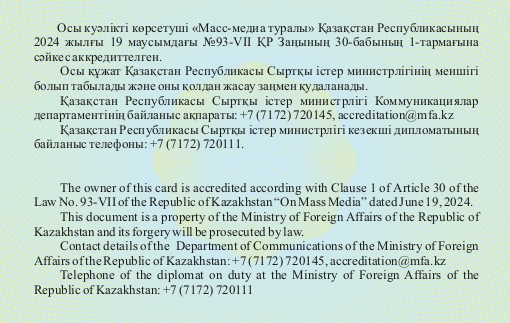 Осы куәлікті көрсетуші «Масс-медиа туралы» Қазақстан Республикасының
2024 жылғы 19 маусымдағы №93-VII ҚР Заңының 30-бабының 1-тармағына
сәйкес аккредиттелген.
Осы құжат Қазақстан Республикасы Сыртқы істер министрлігінің меншігі
болып табылады және оны қолдан жасау заңмен қудаланады.
Қазақстан Республикасы Сыртқы істер министрлігі Коммуникациялар
департаментінің байланыс ақпараты: +7 (7172) 720145, accreditation@mfa.kz
Қазақстан Республикасы Сыртқы істер министрлігі кезекші дипломатының
байланыс телефоны: +7 (7172) 720111.
The owner of this card is accredited according with Clause 1 of Article 30 of the
Law No. 93-VII of the Republic of Kazakhstan “On Mass Media” dated June 19, 2024.
This document is a property of the Ministry of Foreign Affairs of the Republic of
Kazakhstan and its forgery will be prosecuted by law.
Contact details of the Department of Communications of the Ministry of Foreign
Affairs of the Republic of Kazakhstan: +7 (7172) 720145, accreditation@mfa.kz
Telephone of the diplomat on duty at the Ministry of Foreign Affairs of the
Republic of Kazakhstan: +7 (7172) 720111